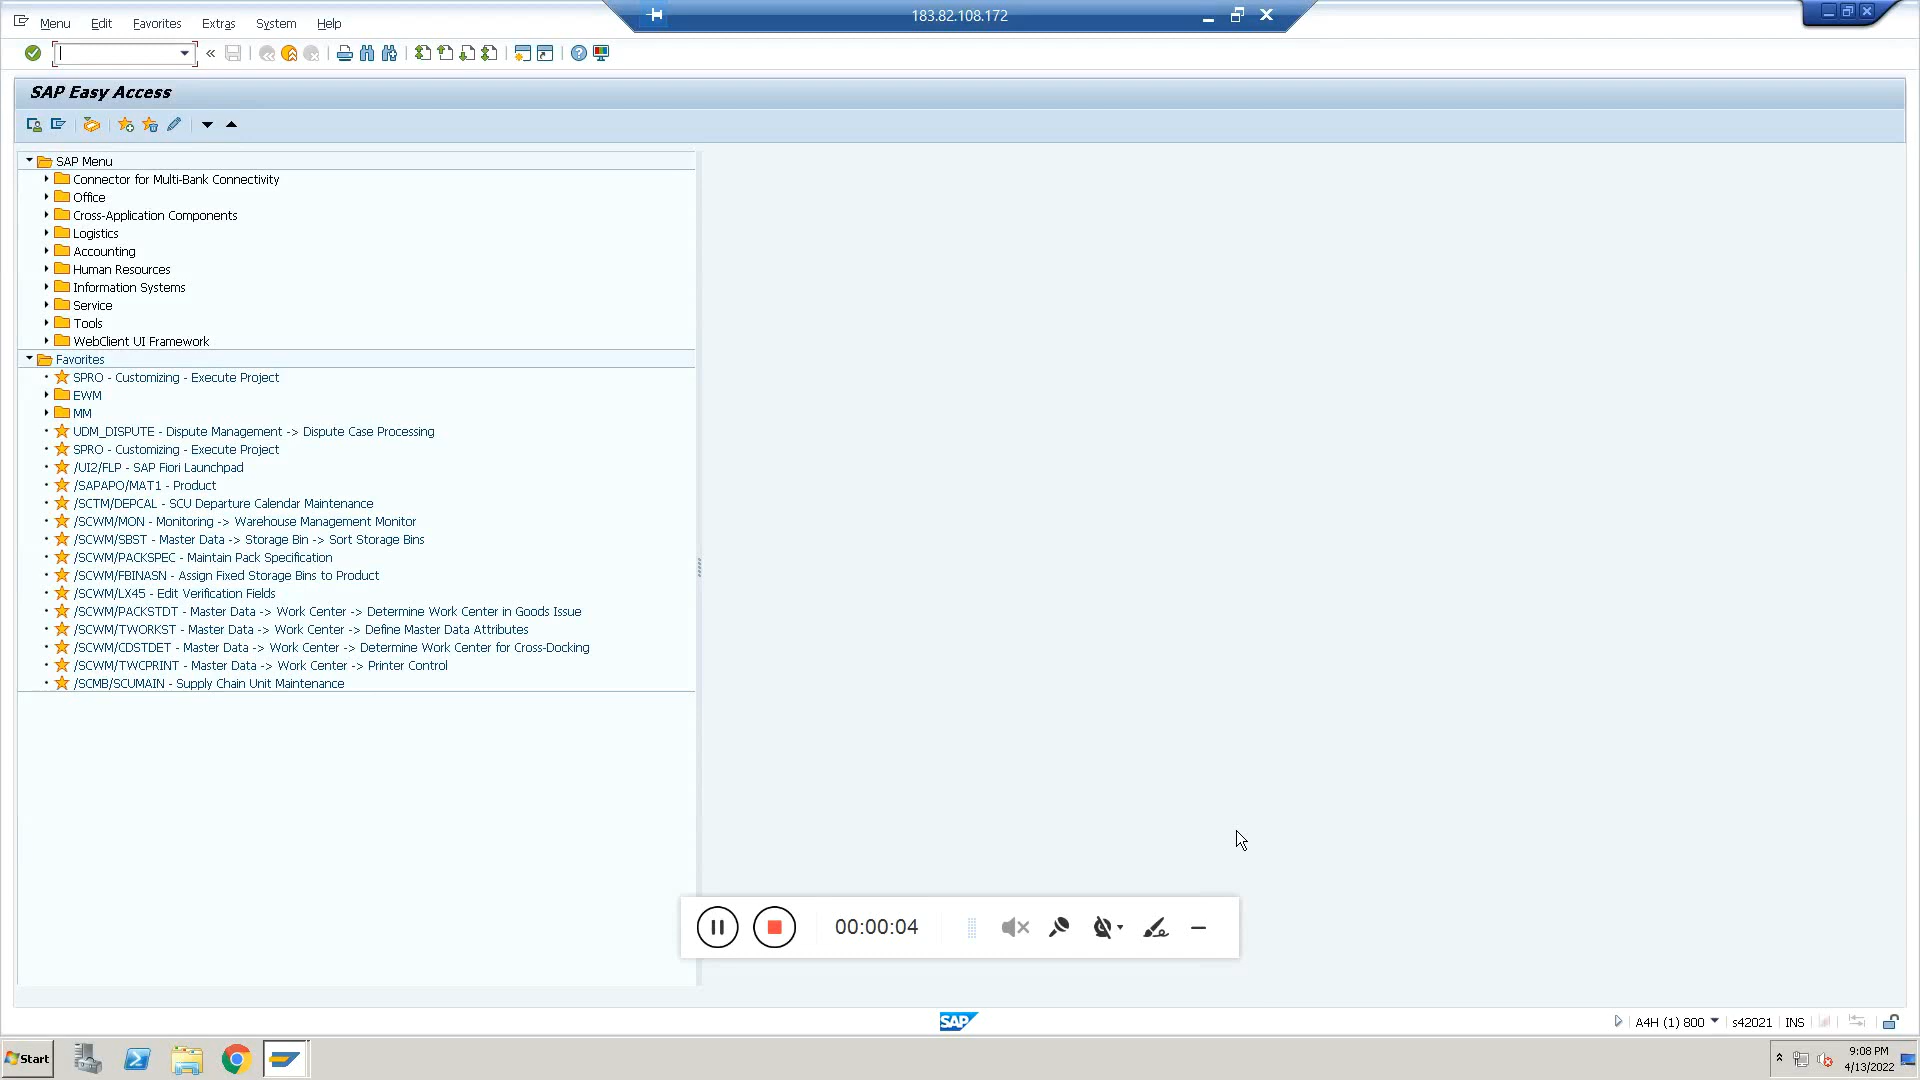 183.82.108.172
Menu Edit Favorites Extras System Help
SAP Easy Access
SAP Menu
Connector for Multi-Bank Connectivity
Office
Cross-Application Components
Logistics
Accounting
Human Resources
Information Systems
Service
Tools
WebClient UI Framework
Favorites
SPRO - Customizing - Execute Project
EWM
MM
UDM_DISPUTE - Dispute Management -> Dispute Case Processing
SPRO - Customizing - Execute Project
/UI2/FLP - SAP Fiori Launchpad
/SAPAPO/MAT1 - Product
/SCTM/DEPCAL - SCU Departure Calendar Maintenance
/SCWM/MON - Monitoring -> Warehouse Management Monitor
/SCWM/SBST - Master Data -> Storage Bin -> Sort Storage Bins
/SCWM/PACKSPEC - Maintain Pack Specification
/SCWM/FBINASN - Assign Fixed Storage Bins to Product
/SCWM/LX45 - Edit Verification Fields
/SCWM/PACKSTDT - Master Data -> Work Center -> Determine Work Center in Goods Issue
/SCWM/TWORKST - Master Data -> Work Center -> Define Master Data Attributes
/SCWM/CDSTDET - Master Data -> Work Center -> Determine Work Center for Cross-Docking
/SCWM/TWCPRINT - Master Data -> Work Center -> Printer Control
/SCMB/SCUMAIN - Supply Chain Unit Maintenance
00:00:04
SAP
A4H (1) 800 s42021 INS
Start
9:08 PM
4/13/2022